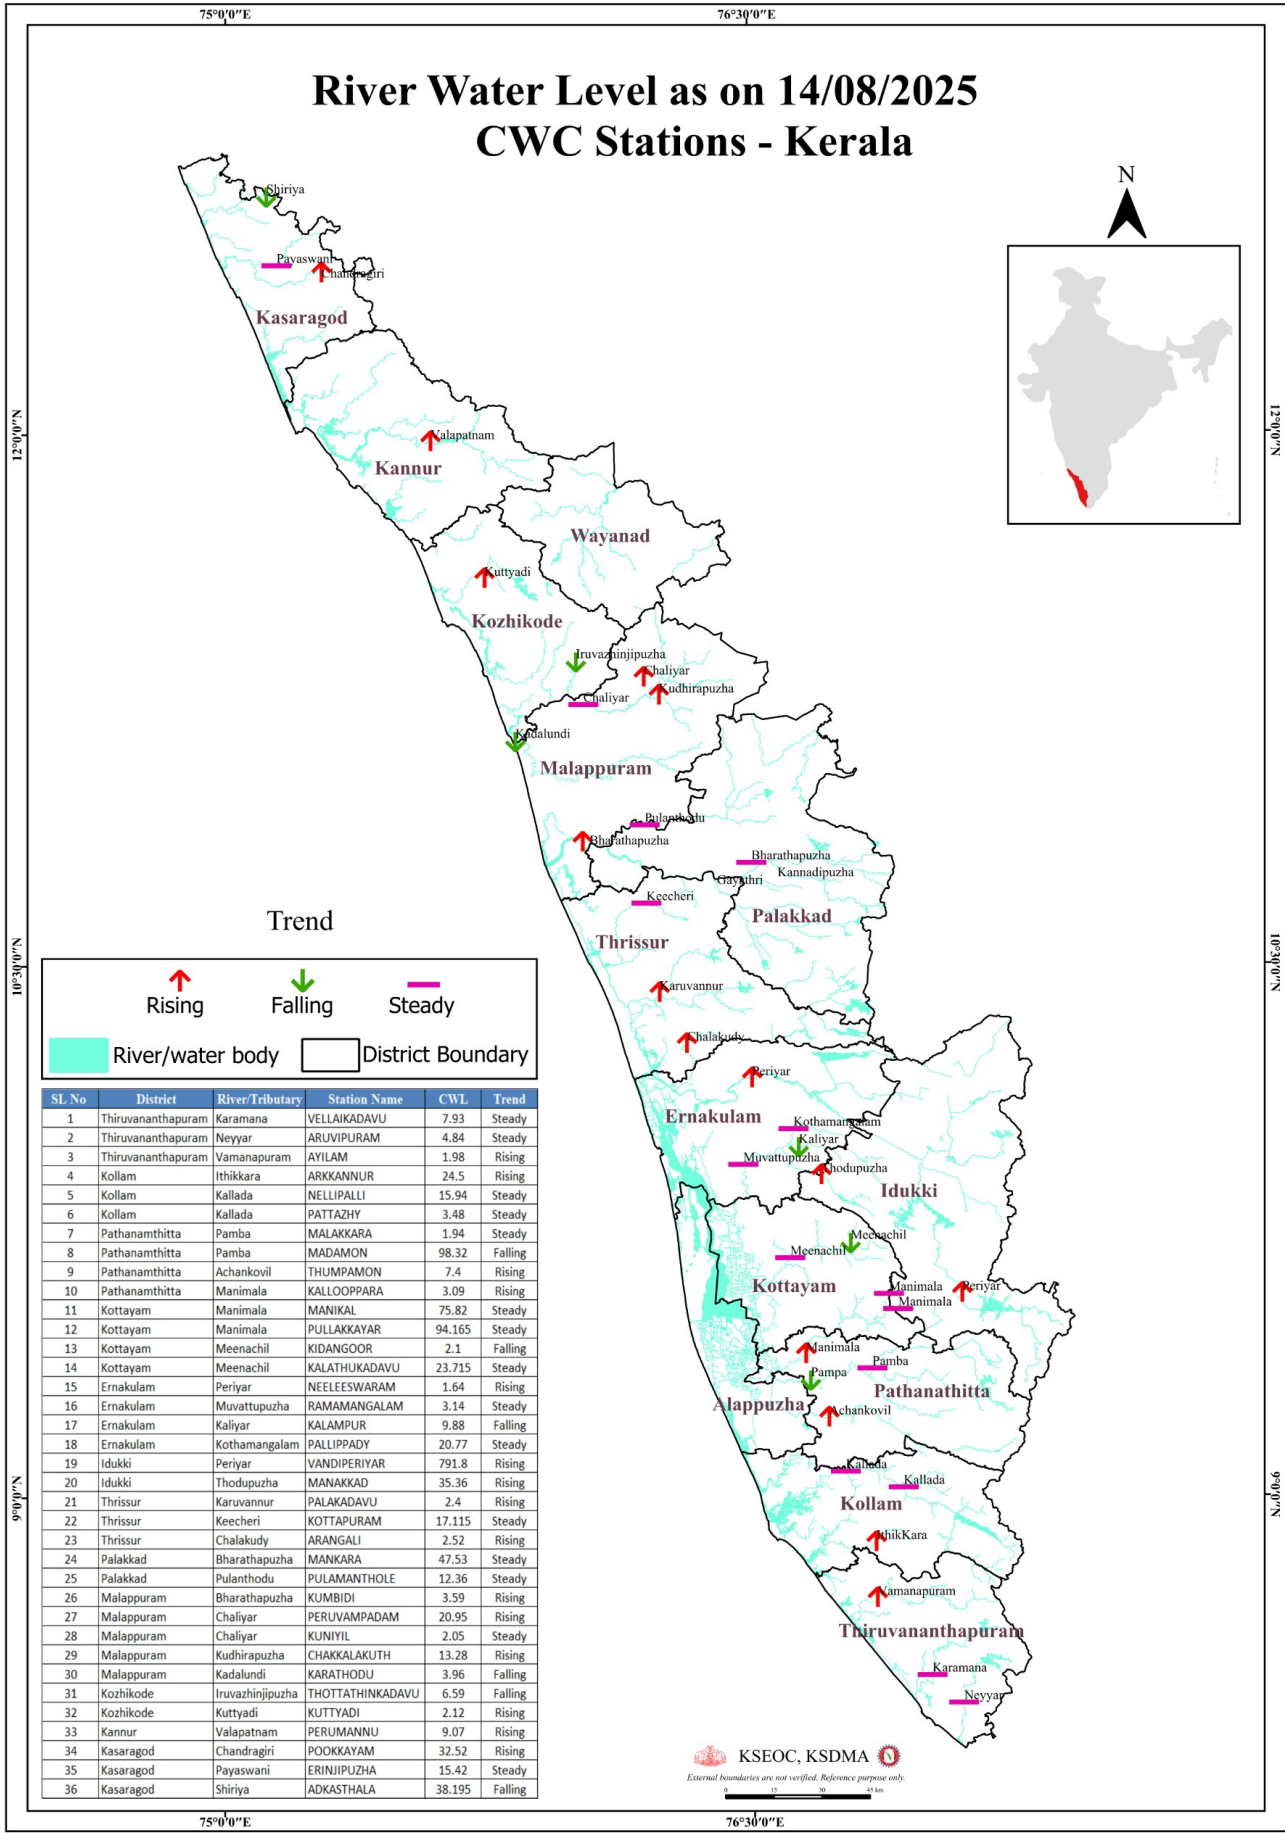 75°0'0"E 76°30'0"E
River Water Level as on 14/08/2025
CWC Stations - Kerala
N
Shiriya
Payaswani
Chandragiri
Kasaragod
12°0'0"N 12°0'0"N
Valapatnam
Kannur
Wayanad
Kuttyadi
Kozhikode
Iruvazhinjipuzha
Chaliyar
Kudhirapuzha
Chaliyar
Kadalundi
Malappuram
Pulanthodu
Bharathapuzha
Bharathapuzha
Kannadipuzha
Gayathri
Keecheri
Palakkad
Thrissur
10°30'0"N 10°30'0"N
Karuvannur
Chalakudy
Periyar
Ernakulam
Kothamangalam
Kaliyar
Muvattupuzha
Thodupuzha
Idukki
Meenachil
Meenachil
Kottayam
Manimala
Periyar
Manimala
Manimala
Pamba
Pampa
Pathanathitta
Alappuzha
Achankovil
Kallada
Kallada
9°0'0"N 9°0'0"N
Kollam
IthikKara
Vamanapuram
Thiruvananthapuram
Karamana
Neyyar
Trend
Rising Falling Steady
River/water body District Boundary
SL No District River/Tributary Station Name CWL Trend
1 Thiruvananthapuram Karamana VELLAIKADAVU 7.93 Steady
2 Thiruvananthapuram Neyyar ARUVIPURAM 4.84 Steady
3 Thiruvananthapuram Vamanapuram AYILAM 1.98 Rising
4 Kollam Ithikkara ARKKANNUR 24.5 Rising
5 Kollam Kallada NELLIPALLI 15.94 Steady
6 Kollam Kallada PATTAZHY 3.48 Steady
7 Pathanamthitta Pamba MALAKKARA 1.94 Steady
8 Pathanamthitta Pamba MADAMON 98.32 Falling
9 Pathanamthitta Achankovil THUMPAMON 7.4 Rising
10 Pathanamthitta Manimala KALLOOPPARA 3.09 Rising
11 Kottayam Manimala MANIKAL 75.82 Steady
12 Kottayam Manimala PULLAKKAYAR 94.165 Steady
13 Kottayam Meenachil KIDANGOOR 2.1 Falling
14 Kottayam Meenachil KALATHUKADAVU 23.715 Steady
15 Ernakulam Periyar NEELEESWARAM 1.64 Rising
16 Ernakulam Muvattupuzha RAMAMANGALAM 3.14 Steady
17 Ernakulam Kaliyar KALAMPUR 9.88 Falling
18 Ernakulam Kothamangalam PALLIPPADY 20.77 Steady
19 Idukki Periyar VANDIPERIYAR 791.8 Rising
20 Idukki Thodupuzha MANAKKAD 35.36 Rising
21 Thrissur Karuvannur PALAKADAVU 2.4 Rising
22 Thrissur Keecheri KOTTAPURAM 17.115 Steady
23 Thrissur Chalakudy ARANGALI 2.52 Rising
24 Palakkad Bharathapuzha MANKARA 47.53 Steady
25 Palakkad Pulanthodu PULAMANTHOLE 12.36 Steady
26 Malappuram Bharathapuzha KUMBIDI 3.59 Rising
27 Malappuram Chaliyar PERUVAMPADAM 20.95 Rising
28 Malappuram Chaliyar KUNIYIL 2.05 Steady
29 Malappuram Kudhirapuzha CHAKKALAKUTH 13.28 Rising
30 Malappuram Kadalundi KARATHODU 3.96 Falling
31 Kozhikode Iruvazhinjipuzha THOTTATHINKADAVU 6.59 Falling
32 Kozhikode Kuttyadi KUTTYADI 2.12 Rising
33 Kannur Valapatnam PERUMANNU 9.07 Rising
34 Kasaragod Chandragiri POOKKAYAM 32.52 Rising
35 Kasaragod Payaswani ERINJIPUZHA 15.42 Steady
36 Kasaragod Shiriya ADKASTHALA 38.195 Falling
KSEOC, KSDMA
External boundaries are not verified. Reference purpose only.
0 15 30 45 km
75°0'0"E 76°30'0"E